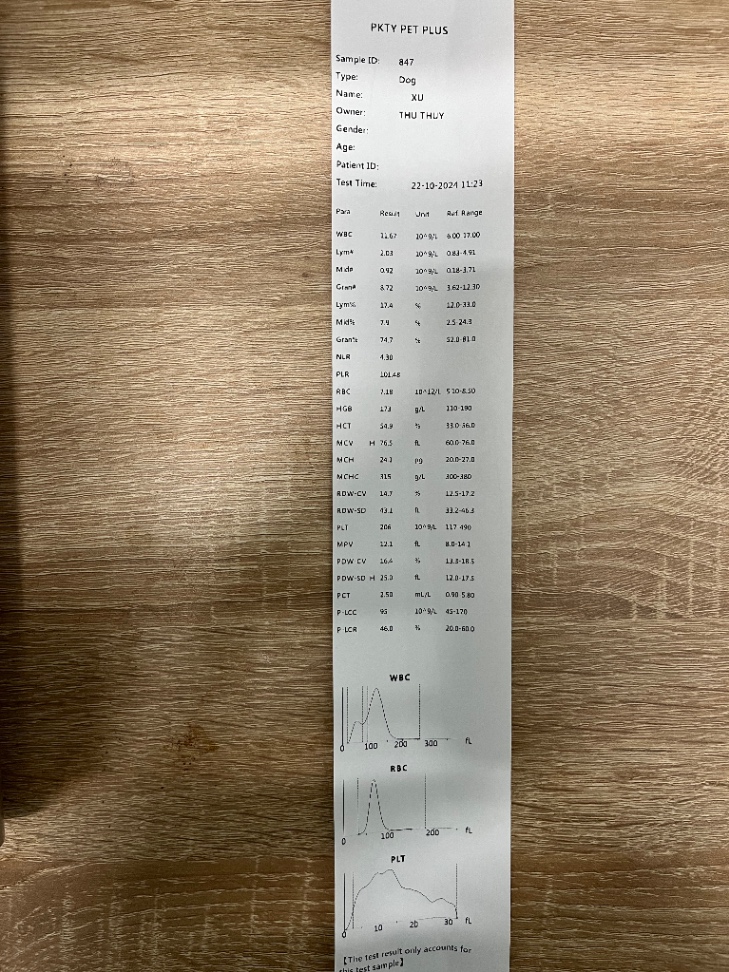 PKTY PET PLUS
Sample ID: 847
Type: Dog
Name: XU
Owner: THU THUY
Gender:
Age:
Patient ID:
Test Time: 22-10-2024 11:23
Para Result Unit Ref. Range
WBC 11.67 10^9/L 6.00-17.00
Lym# 2.03 10^9/L 0.83-4.91
Mid# 0.92 10^9/L 0.18-3.71
Gran# 8.72 10^9/L 3.62-12.30
Lym% 17.4 % 12.0-33.0
Mid% 7.9 % 2.5-24.3
Gran% 74.7 % 52.0-81.0
NLR 4.30
PLR 101.48
RBC 7.18 10^12/L 5.10-8.50
HGB 173 g/L 110-190
HCT 54.9 % 33.0-56.0
MCV H 76.5 fL 60.0-76.0
MCH 24.1 pg 20.0-27.0
MCHC 315 g/L 300-380
RDW-CV 14.7 % 12.5-17.2
RDW-SD 43.1 fL 33.2-46.3
PLT 206 10^9/L 117-490
MPV 12.1 fL 8.0-14.1
PDW-CV 16.4 % 13.8-18.5
PDW-SD H 25.0 fL 12.0-17.5
PCT 2.50 mL/L 0.90-5.80
P-LCC 95 10^9/L 45-170
P-LCR 46.0 % 20.0-60.0
WBC
0 100 200 300 fL
RBC
0 100 200 fL
PLT
0 10 20 30 fL
【The test result only accounts for
this test sample】